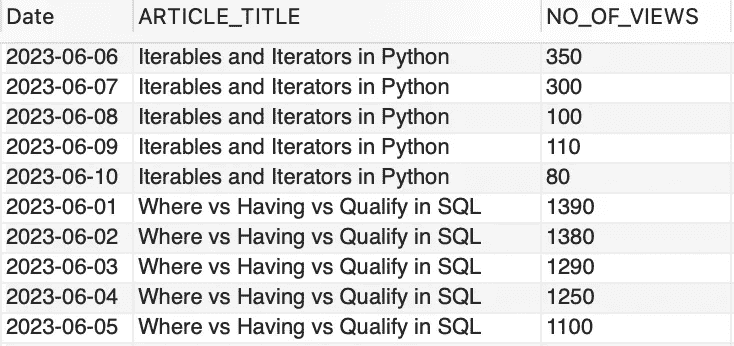 Date ARTICLE_TITLE NO_OF_VIEWS
2023-06-06 Iterables and Iterators in Python 350
2023-06-07 Iterables and Iterators in Python 300
2023-06-08 Iterables and Iterators in Python 100
2023-06-09 Iterables and Iterators in Python 110
2023-06-10 Iterables and Iterators in Python 80
2023-06-01 Where vs Having vs Qualify in SQL 1390
2023-06-02 Where vs Having vs Qualify in SQL 1380
2023-06-03 Where vs Having vs Qualify in SQL 1290
2023-06-04 Where vs Having vs Qualify in SQL 1250
2023-06-05 Where vs Having vs Qualify in SQL 1100